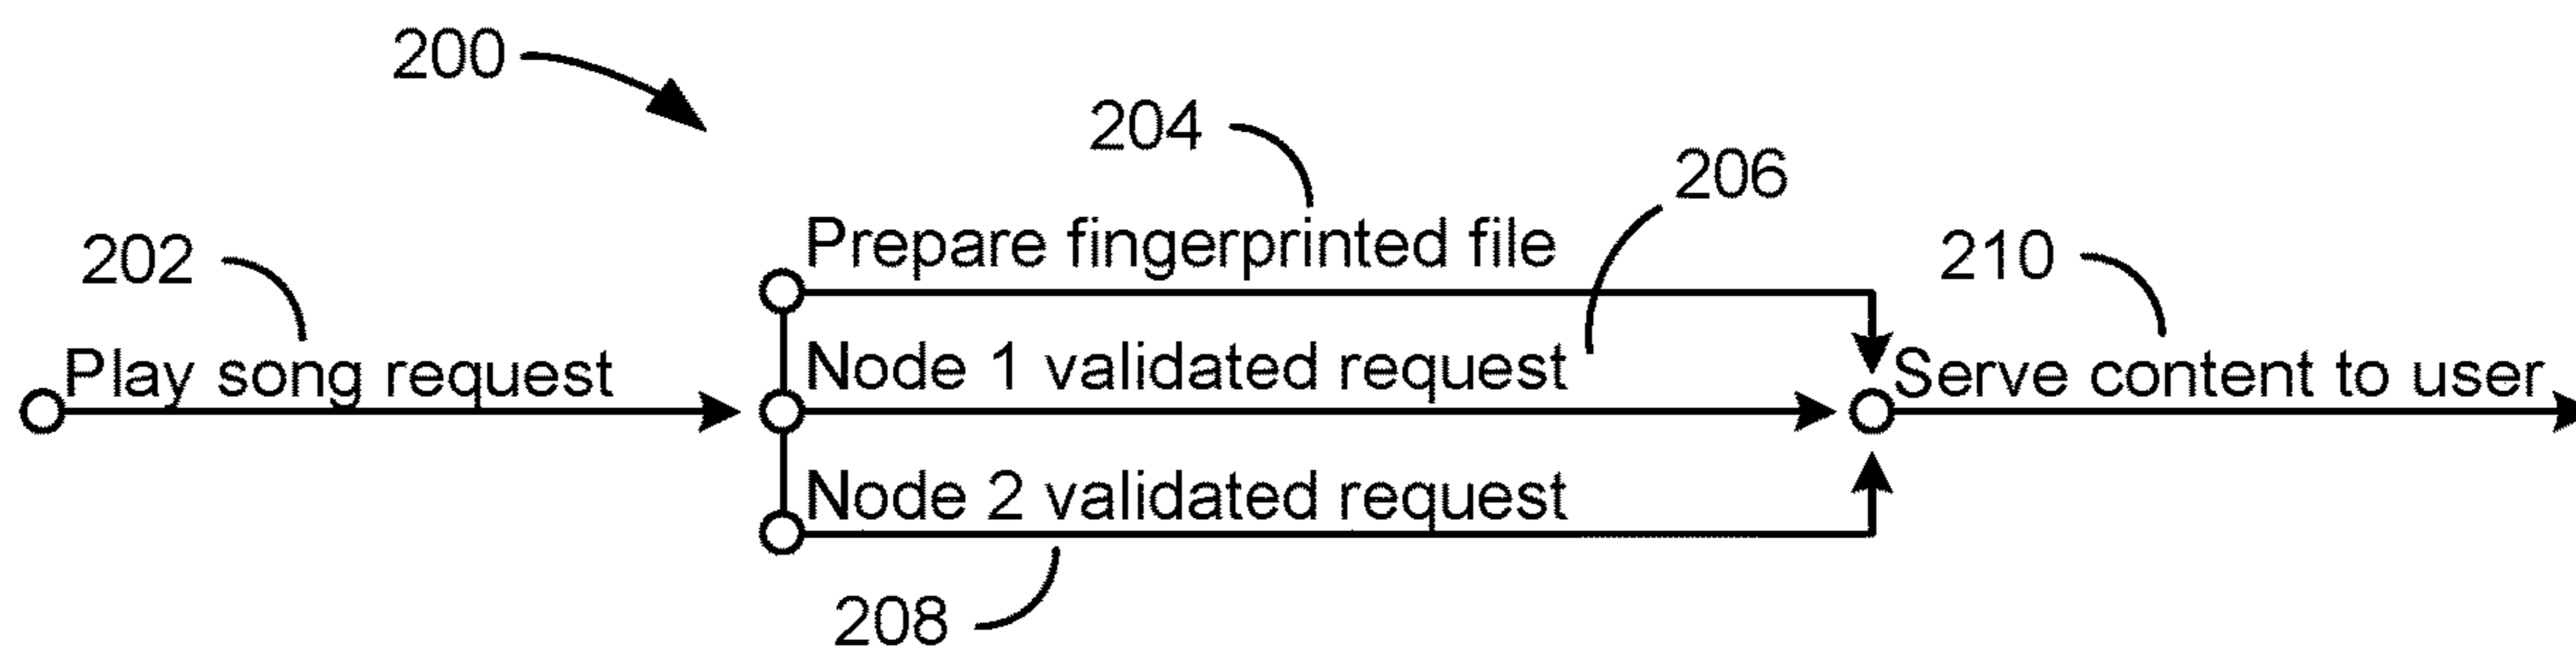 200
204
206
202
Prepare fingerprinted file
210
Play song request
Node 1 validated request
Serve content to user
Node 2 validated request
208